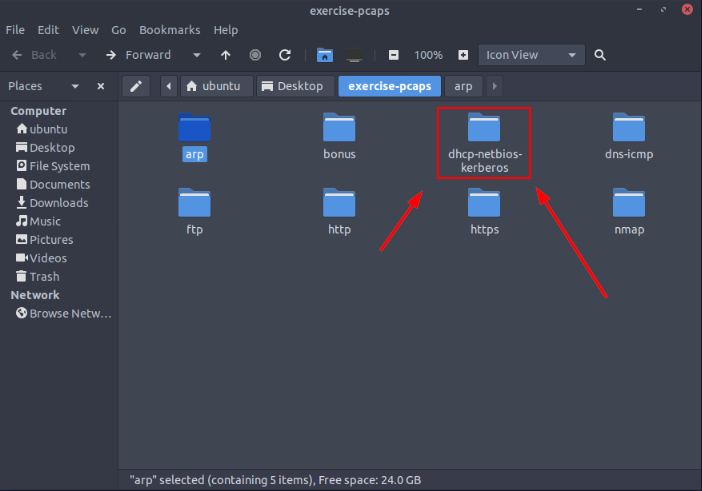 exercise-pcaps
File Edit View Go Bookmarks Help
Back Forward 100% Icon View
Places ubuntu Desktop exercise-pcaps arp
Computer
ubuntu
Desktop
File System
Documents
Downloads
Music
Pictures
Videos
Trash
Network
Browse Netw...
arp
bonus
dhcp-netbios-
kerberos
dns-icmp
ftp
http
https
nmap
"arp" selected (containing 5 items), Free space: 24.0 GB